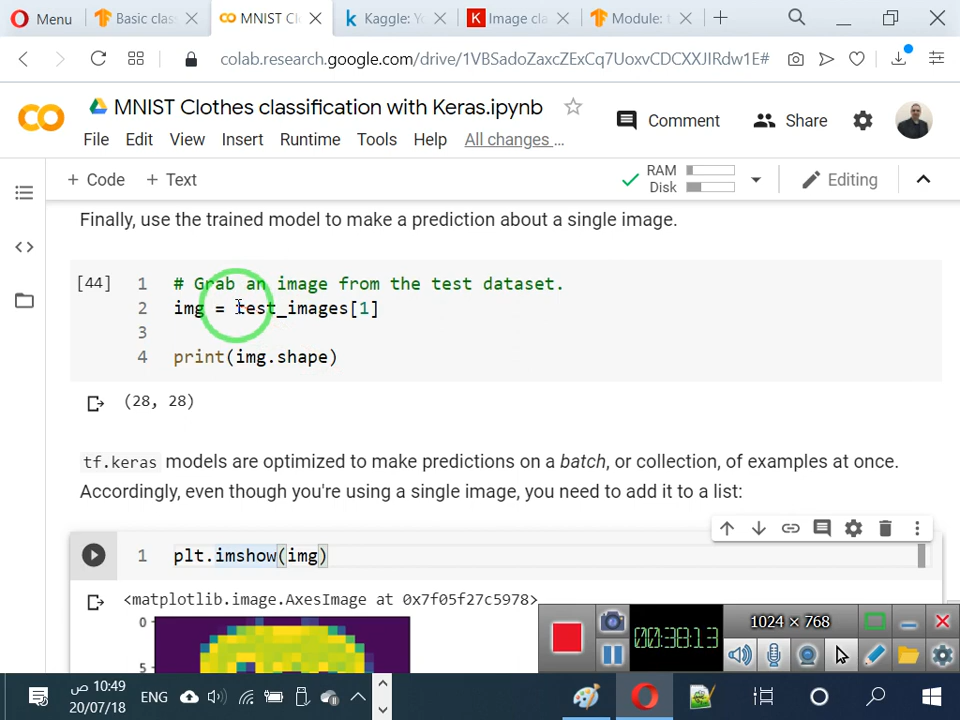 Menu
Basic clas
MNIST Cl
Kaggle: Y
Image cla
Module: t
colab.research.google.com/drive/1VBSadoZaxcZExCq7UoxvCDCXXJIRdw1E#
MNIST Clothes classification with Keras.ipynb
Comment
Share
File Edit View Insert Runtime Tools Help All changes …
+ Code + Text
RAM
Disk
Editing
Finally, use the trained model to make a prediction about a single image.
[44] 1 # Grab an image from the test dataset.
2 img = test_images[1]
3
4 print(img.shape)
(28, 28)
tf.keras models are optimized to make predictions on a batch, or collection, of examples at once.
Accordingly, even though you're using a single image, you need to add it to a list:
1 plt.imshow(img)
<matplotlib.image.AxesImage at 0x7f05f27c5978>
0
5
1024 × 768
00:38:13
10:49 ص
20/07/18
ENG